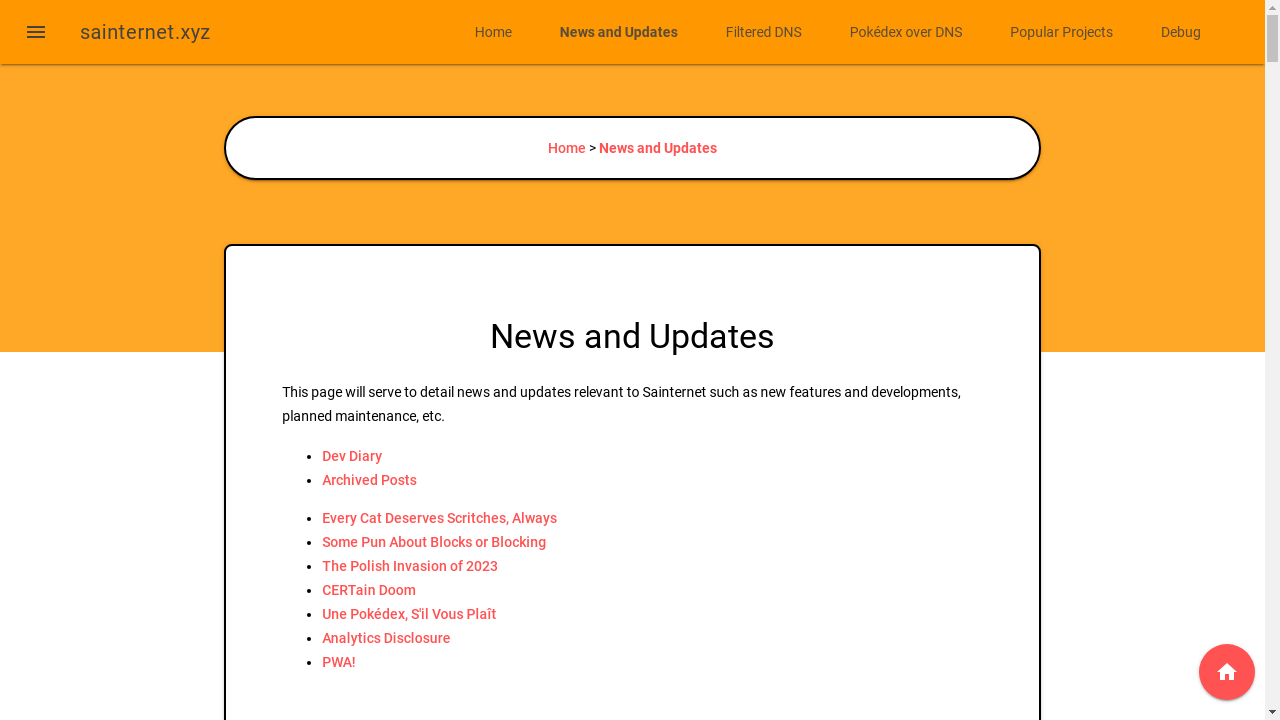 sainternet.xyz
Home
News and Updates
Filtered DNS
Pokédex over DNS
Popular Projects
Debug
Home > News and Updates
News and Updates
This page will serve to detail news and updates relevant to Sainternet such as new features and developments,
planned maintenance, etc.
Dev Diary
Archived Posts
Every Cat Deserves Scritches, Always
Some Pun About Blocks or Blocking
The Polish Invasion of 2023
CERTain Doom
Une Pokédex, S'il Vous Plaît
Analytics Disclosure
PWA!